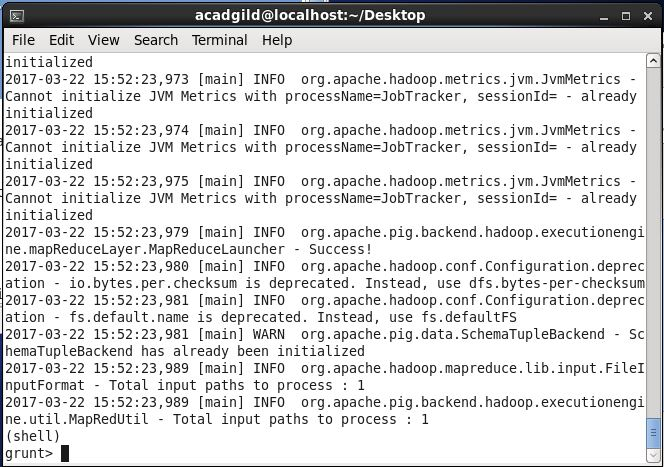 acadgild@localhost:~/Desktop
File Edit View Search Terminal Help
initialized
2017-03-22 15:52:23,973 [main] INFO  org.apache.hadoop.metrics.jvm.JvmMetrics -
Cannot initialize JVM Metrics with processName=JobTracker, sessionId= - already
initialized
2017-03-22 15:52:23,974 [main] INFO  org.apache.hadoop.metrics.jvm.JvmMetrics -
Cannot initialize JVM Metrics with processName=JobTracker, sessionId= - already
initialized
2017-03-22 15:52:23,975 [main] INFO  org.apache.hadoop.metrics.jvm.JvmMetrics -
Cannot initialize JVM Metrics with processName=JobTracker, sessionId= - already
initialized
2017-03-22 15:52:23,979 [main] INFO  org.apache.pig.backend.hadoop.executionengi
ne.mapReduceLayer.MapReduceLauncher - Success!
2017-03-22 15:52:23,980 [main] INFO  org.apache.hadoop.conf.Configuration.deprec
ation - io.bytes.per.checksum is deprecated. Instead, use dfs.bytes-per-checksum
2017-03-22 15:52:23,981 [main] INFO  org.apache.hadoop.conf.Configuration.deprec
ation - fs.default.name is deprecated. Instead, use fs.defaultFS
2017-03-22 15:52:23,981 [main] WARN  org.apache.pig.data.SchemaTupleBackend - Sc
hemaTupleBackend has already been initialized
2017-03-22 15:52:23,989 [main] INFO  org.apache.hadoop.mapreduce.lib.input.FileI
nputFormat - Total input paths to process : 1
2017-03-22 15:52:23,989 [main] INFO  org.apache.pig.backend.hadoop.executionengi
ne.util.MapRedUtil - Total input paths to process : 1
(shell)
grunt>